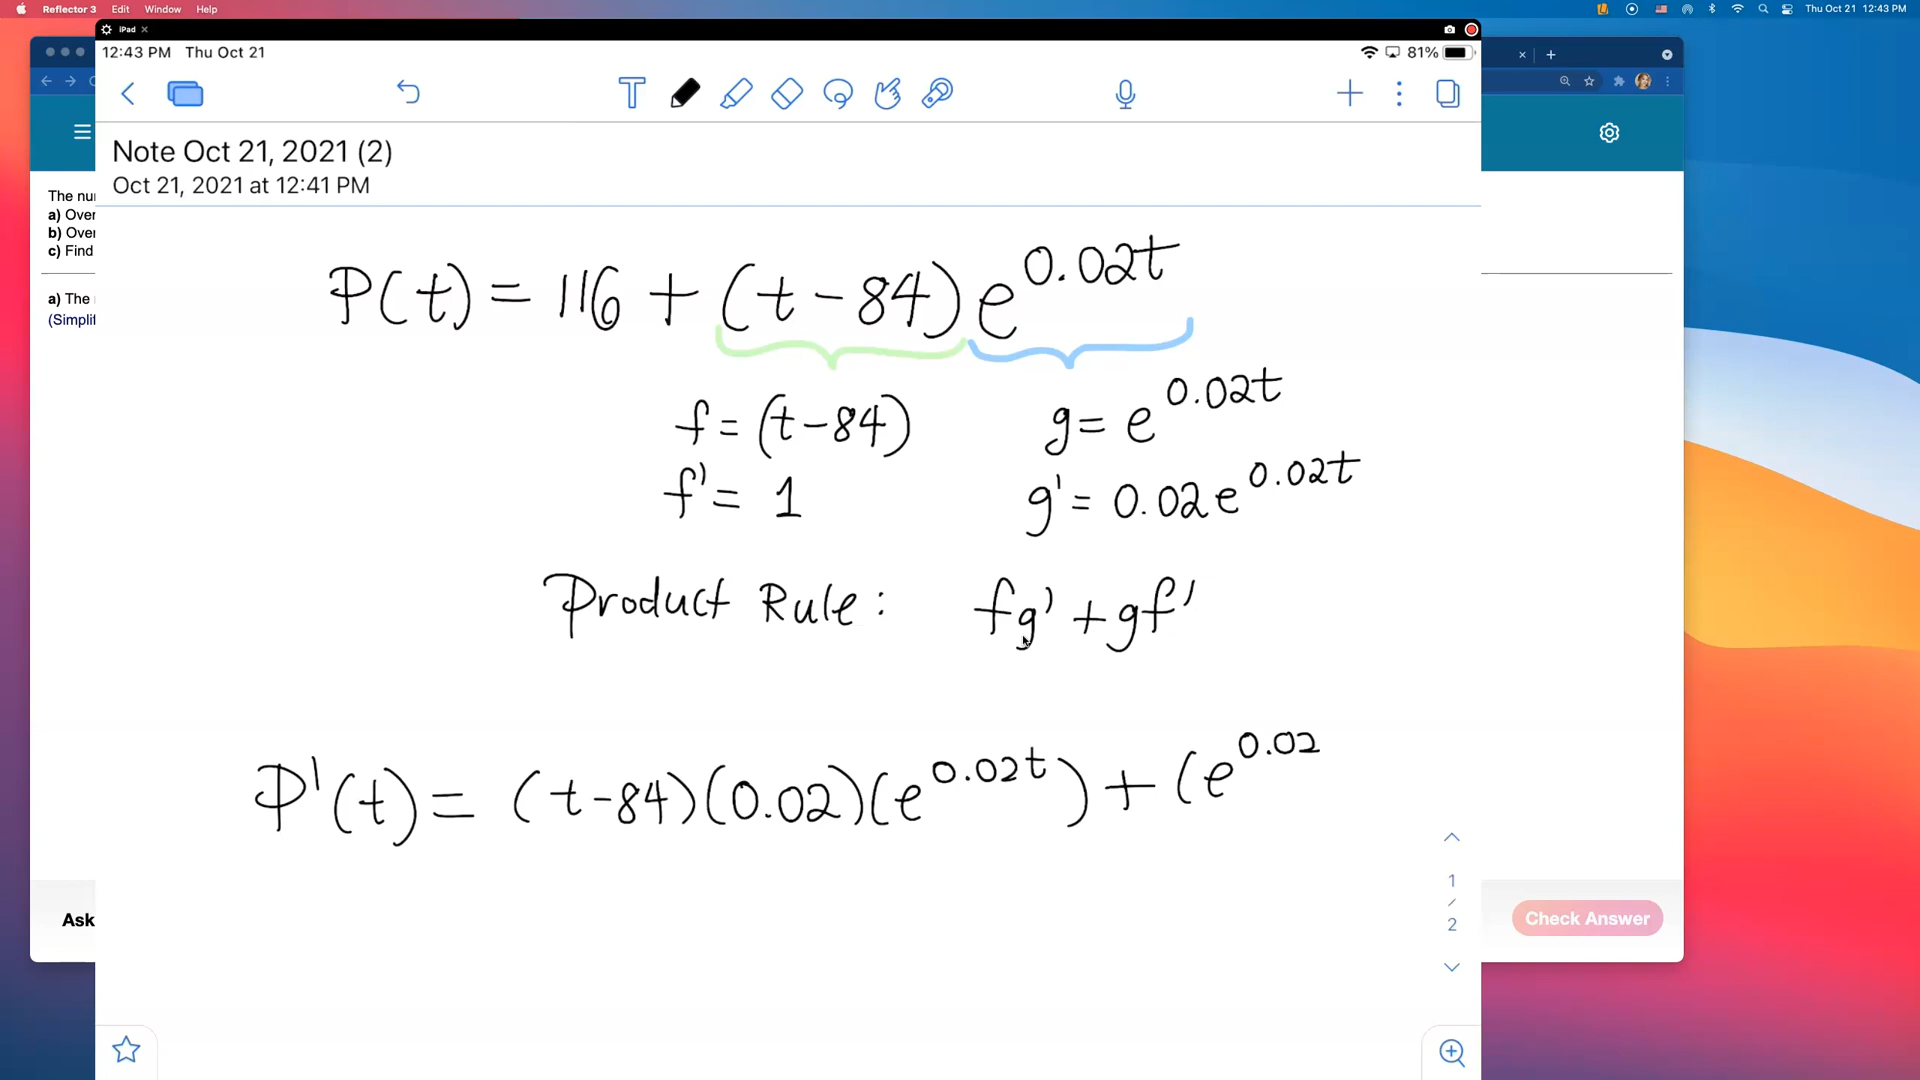 Reflector 3 Edit Window Help Thu Oct 21 12:43 PM
iPad
12:43 PM Thu Oct 21 81%
T
Note Oct 21, 2021 (2)
Oct 21, 2021 at 12:41 PM
The nu
a) Over
b) Over
c) Find
a) The
(Simplif
P(t) = 116 + (t-84)e^0.02t
f = (t-84) g = e^0.02t
f' = 1 g' = 0.02e^0.02t
Product Rule: fg' + gf'
P'(t) = (t-84)(0.02)(e^0.02t) + (e^0.02
1
/
2
Ask
Check Answer